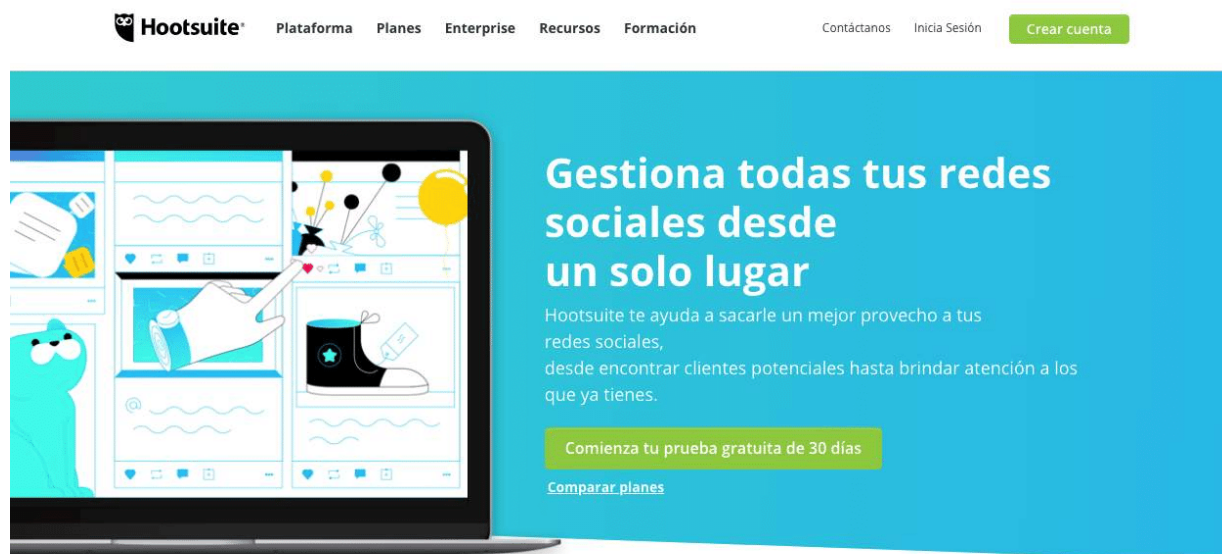 Hootsuite®
Plataforma Planes Enterprise Recursos Formación
Contáctanos Inicia Sesión Crear cuenta
Gestiona todas tus redes
sociales desde
un solo lugar
Hootsuite te ayuda a sacarle un mejor provecho a tus
redes sociales,
desde encontrar clientes potenciales hasta brindar atención a los
que ya tienes.
Comienza tu prueba gratuita de 30 días
Comparar planes
@